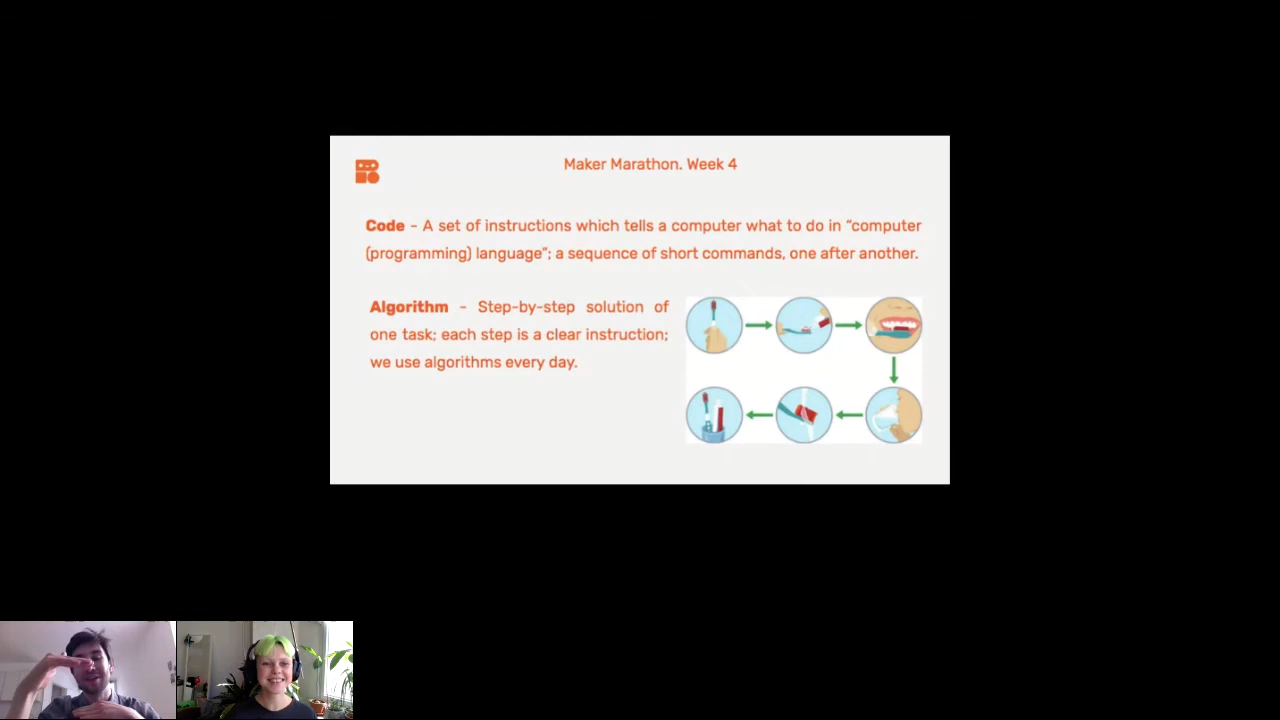 Maker Marathon. Week 4
Code - A set of instructions which tells a computer what to do in “computer
(programming) language”; a sequence of short commands, one after another.
Algorithm - Step-by-step solution of
one task; each step is a clear instruction;
we use algorithms every day.